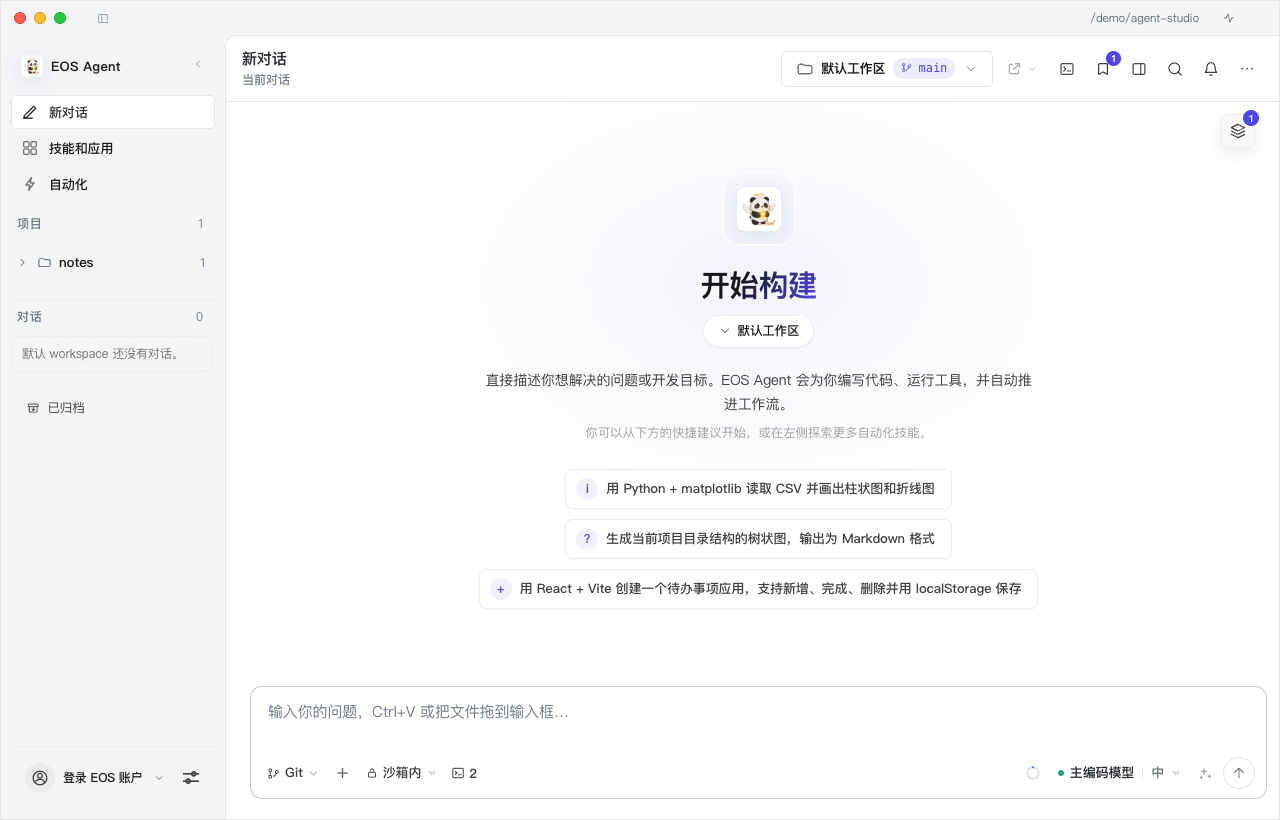 /demo/agent-studio
EOS Agent
新对话
技能和应用
自动化
项目 1
notes 1
对话 0
默认 workspace 还没有对话。
已归档
登录 EOS 账户
新对话
当前对话
默认工作区 main
1
1
开始构建
默认工作区
直接描述你想解决的问题或开发目标。EOS Agent 会为你编写代码、运行工具，并自动推
进工作流。
你可以从下方的快捷建议开始，或在左侧探索更多自动化技能。
i 用 Python + matplotlib 读取 CSV 并画出柱状图和折线图
? 生成当前项目目录结构的树状图，输出为 Markdown 格式
+ 用 React + Vite 创建一个待办事项应用，支持新增、完成、删除并用 localStorage 保存
输入你的问题，Ctrl+V 或把文件拖到输入框…
Git 沙箱内 2 主编码模型 中